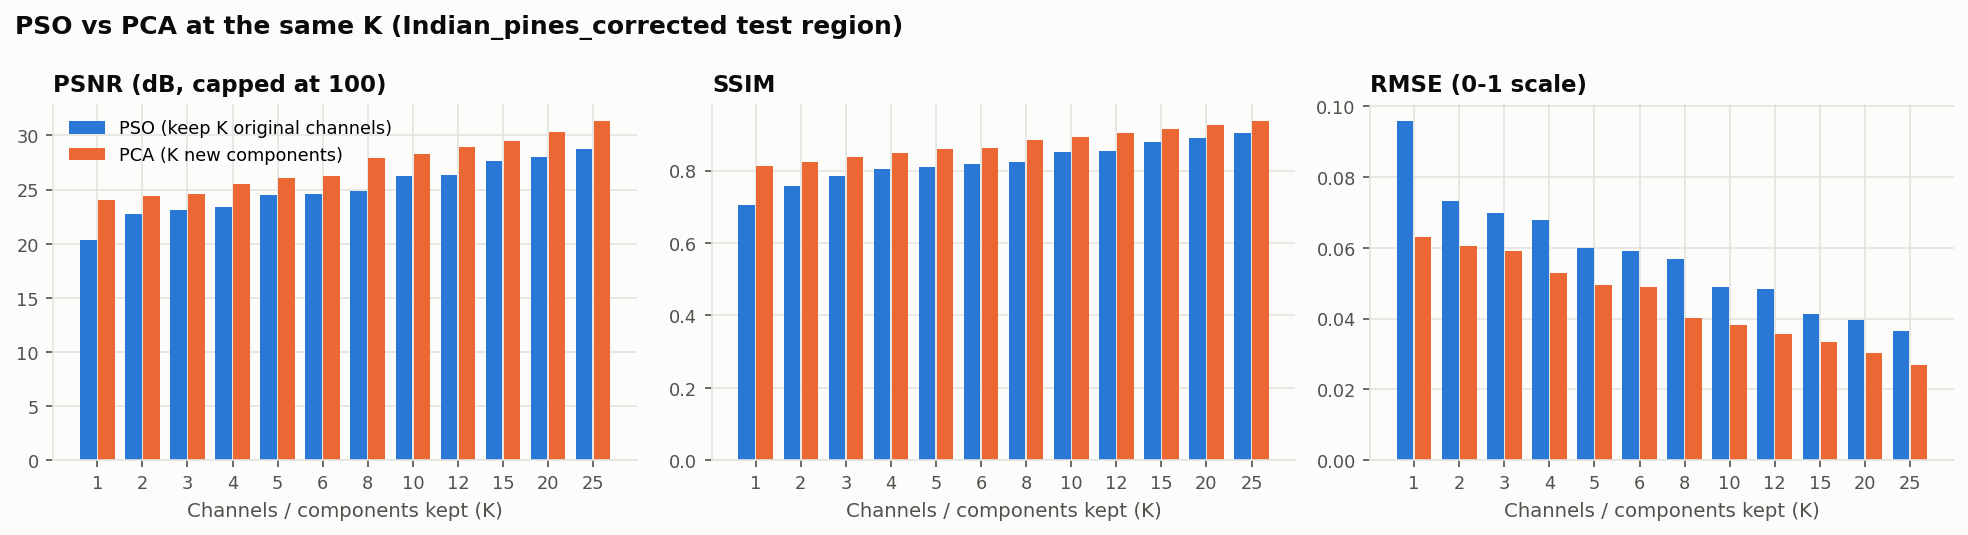 PSO vs PCA at the same K (Indian_pines_corrected test region)
PSNR (dB, capped at 100)
PSO (keep K original channels)
PCA (K new components)
30
25
20
15
10
5
0
1 2 3 4 5 6 8 10 12 15 20 25
Channels / components kept (K)
SSIM
0.8
0.6
0.4
0.2
0.0
1 2 3 4 5 6 8 10 12 15 20 25
Channels / components kept (K)
RMSE (0-1 scale)
0.10
0.08
0.06
0.04
0.02
0.00
1 2 3 4 5 6 8 10 12 15 20 25
Channels / components kept (K)